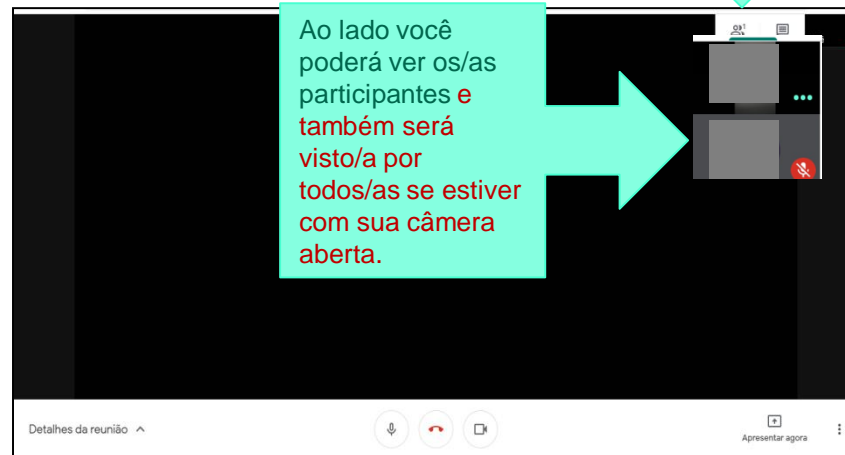 Ao lado você
poderá ver os/as
participantes e
também será
visto/a por
todos/as se estiver
com sua câmera
aberta.
Detalhes da reunião
Apresentar agora